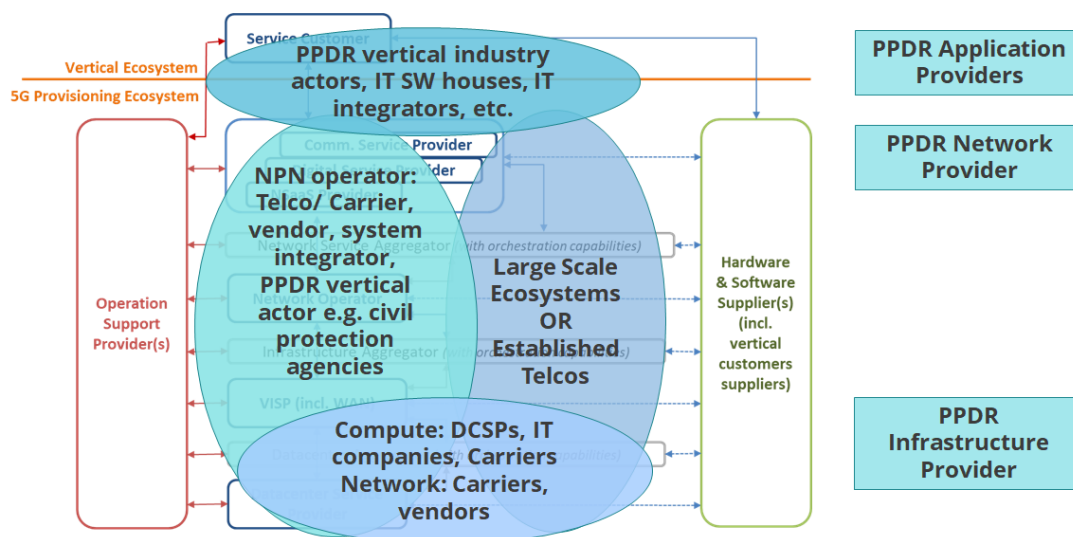 Service Customer
PPDR vertical industry
actors, IT SW houses, IT
integrators, etc.
Vertical Ecosystem
5G Provisioning Ecosystem
PPDR Application
Providers
PPDR Network
Provider
PPDR
Infrastructure
Provider
Comm. Service Provider
Digital Service Provider
NSaaS Provider
NPN operator:
Telco/ Carrier,
vendor, system
integrator,
PPDR vertical
actor e.g. civil
protection
agencies
Network Service Aggregator (with orchestration capabilities)
Large Scale
Ecosystems
OR
Established
Telcos
Network Operator
Infrastructure Aggregator
VISP (incl. WAN)
Operation
Support
Provider(s)
Hardware
& Software
Supplier(s)
(incl.
vertical
customers
suppliers)
Compute: DCSPs, IT
companies, Carriers
Network: Carriers,
vendors
Provider